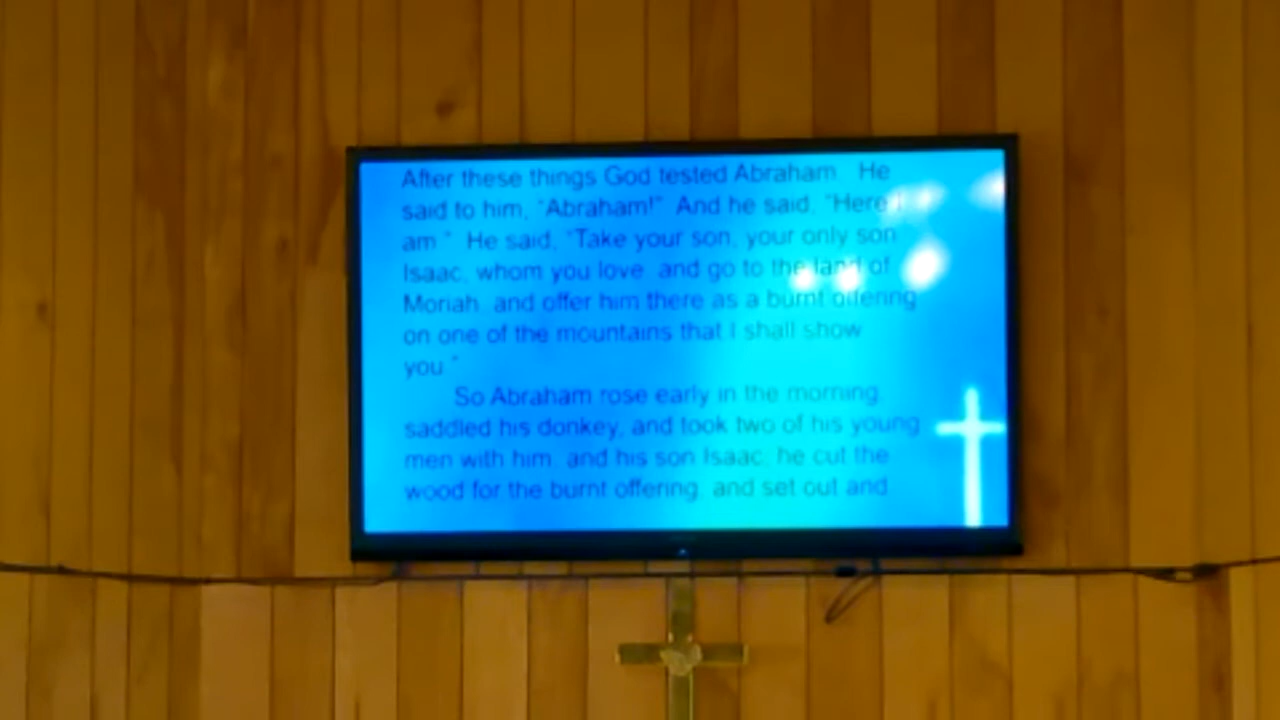 After these things God tested Abraham. He
said to him, "Abraham!" And he said, "Here I
am." He said, "Take your son, your only son
Isaac, whom you love, and go to the land of
Moriah, and offer him there as a burnt offering
on one of the mountains that I shall show
you."
So Abraham rose early in the morning,
saddled his donkey, and took two of his young
men with him, and his son Isaac; he cut the
wood for the burnt offering, and set out and